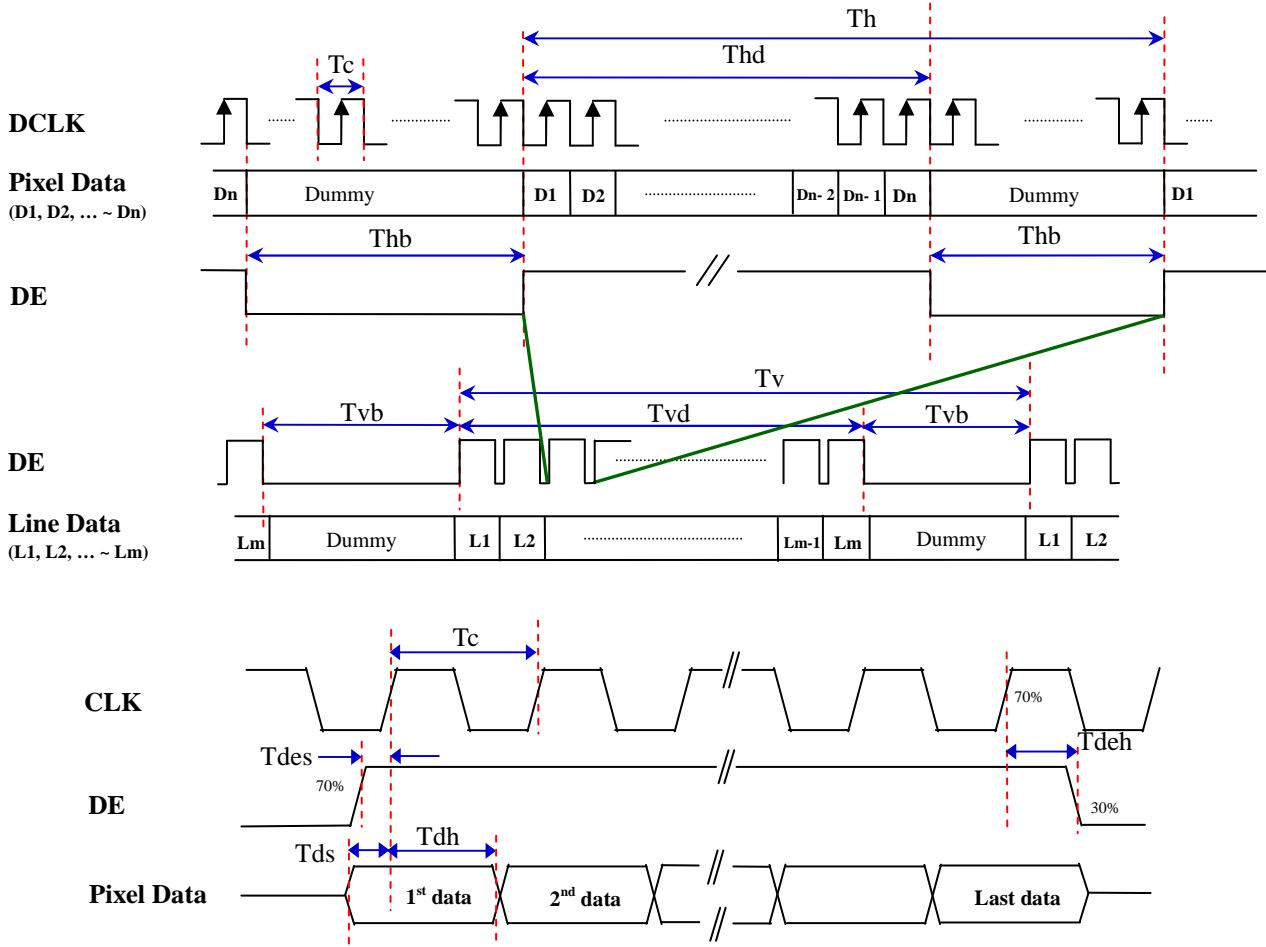 Th
Thd
Tc
DCLK
Pixel Data
(D1, D2, … ~ Dn)
Dn Dummy D1 D2 Dn- 2 Dn- 1 Dn Dummy D1
Thb Thb
DE
Tv
Tvb Tvd Tvb
DE
Line Data
(L1, L2, … ~ Lm)
Lm Dummy L1 L2 Lm-1 Lm Dummy L1 L2
Tc
CLK
70%
Tdes Tdeh
70%
DE
30%
Tds Tdh
Pixel Data
1st data 2nd data Last data